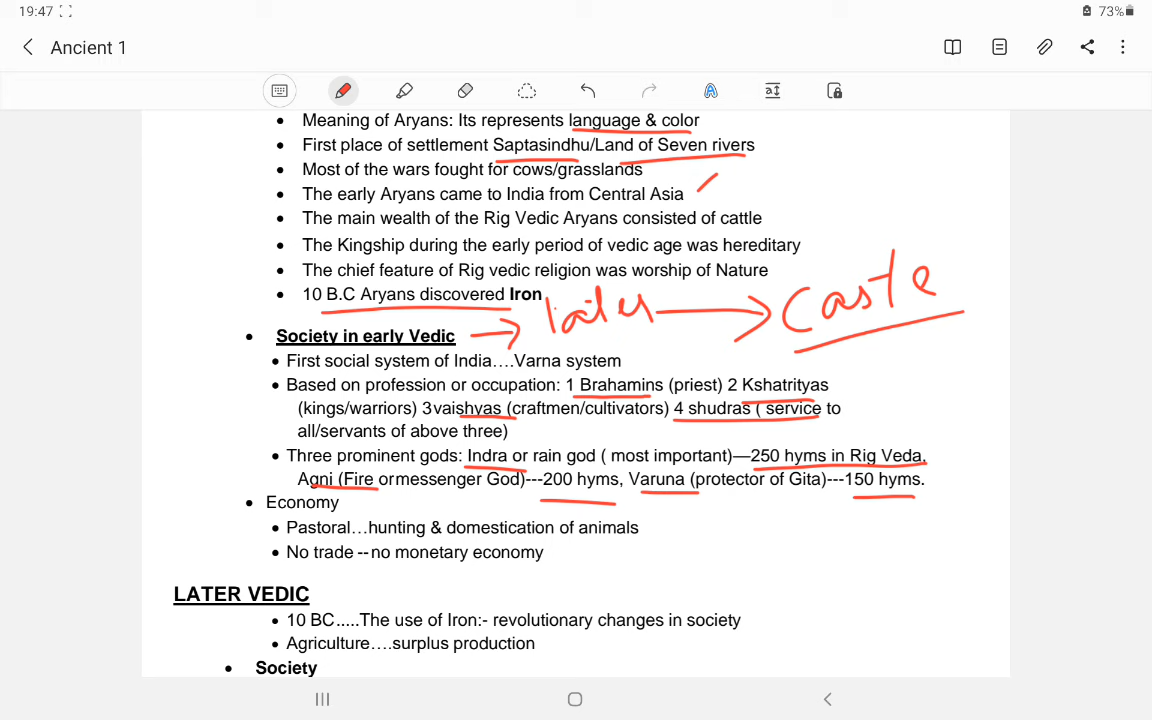 19:47
73%
Ancient 1
Meaning of Aryans: Its represents language & color
First place of settlement Saptasindhu/Land of Seven rivers
Most of the wars fought for cows/grasslands
The early Aryans came to India from Central Asia
The main wealth of the Rig Vedic Aryans consisted of cattle
The Kingship during the early period of vedic age was hereditary
The chief feature of Rig vedic religion was worship of Nature
10 B.C Aryans discovered Iron
later → Caste
Society in early Vedic →
First social system of India….Varna system
Based on profession or occupation: 1 Brahamins (priest) 2 Kshatrityas
(kings/warriors) 3vaishyas (craftmen/cultivators) 4 shudras ( service to
all/servants of above three)
Three prominent gods: Indra or rain god ( most important)—250 hyms in Rig Veda,
Agni (Fire ormessenger God)---200 hyms, Varuna (protector of Gita)---150 hyms.
Economy
Pastoral…hunting & domestication of animals
No trade -- no monetary economy
LATER VEDIC
10 BC.....The use of Iron:- revolutionary changes in society
Agriculture….surplus production
Society